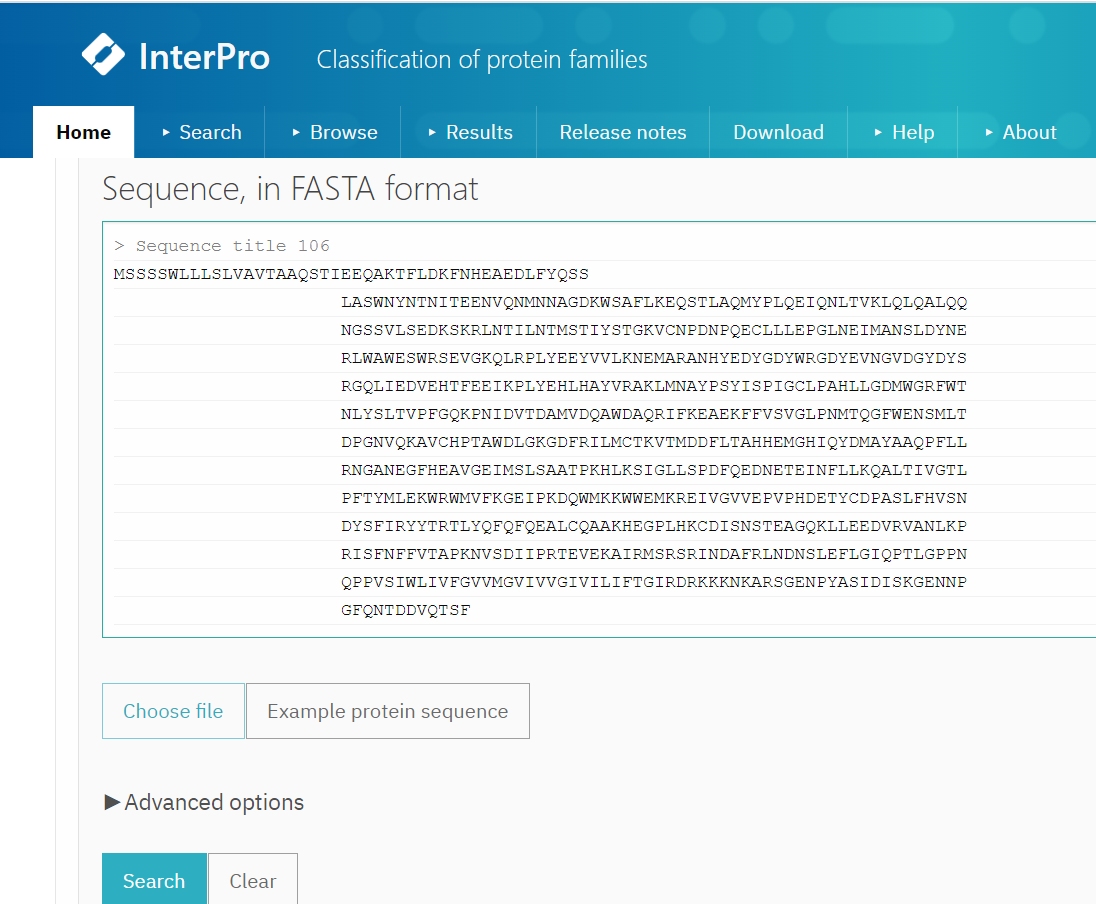 InterPro
Classification of protein families
Home
Search
Browse
Results
Release notes
Download
Help
About
Sequence, in FASTA format
> Sequence title 106
MSSSSWLLLSLVAVTAAQSTIEEQAKTFLDKFNHEAEDLFYQSS
LASWNYNTNITEENVQNMNNAGDKWSAFLKEQSTLAQMYPLQEIQNLTVKLQLQALQQ
NGSSVLSEDKSKRLNTILNTMSTIYSTGKVCNPDNPQECLLLEPGLNEIMANSLDYNE
RLWAWESWRSEVGKQLRPLYEEYVVLKNEMARANHYEDYGDYWRGDYEVNGVDGYDYS
RGQLIEDVEHTFEEIKPLYEHLHAYVRAKLMNAYPSYISPIGCLPAHLLGDMWGRFWT
NLYSLTVPFGQKPNIDVTDAMVDQAWDAQRIFKEAEKFFVSVGLPNMTQGFWENSMLT
DPGNVQKAVCHPTAWDLGKGDFRILMCTKVTMDDFLTAHHEMGHIQYDMAYAAQPFLL
RNGANEGFHEAVGEIMSLSAATPKHLKSIGLLSPDFQEDNETEINFLLKQALTIVGTL
PFTYMLEKWRWMVFKGEIPKDQWMKKWWEMKREIVGVVEPVPHDETYCDPASLFHVSN
DYSFIRYYTRTLYQFQFQEALCQAAKHEGPLHKCDISNSTEAGQKLLEEDVRVANLKP
RISFNFFVTAPKNVSDIIPRTEVEKAIRMSRSRINDAFRLNDNSLEFLGIQPTLGPPN
QPPVSIWLIVFGVVMGVIVVGIVILIFTGIRDRKKKNKARSGENPYASIDISKGENNP
GFQNTDDVQTSF
Choose file
Example protein sequence
Advanced options
Search
Clear